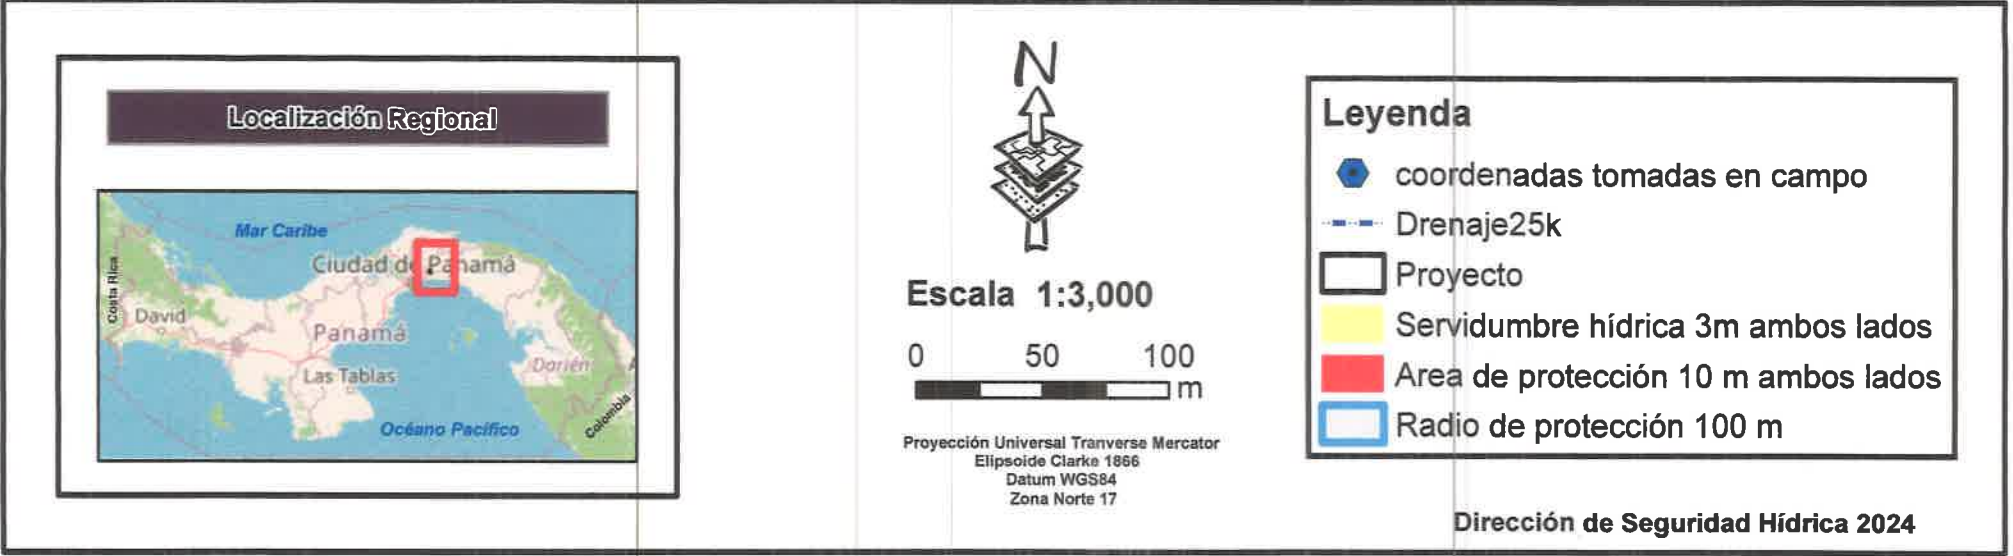 Localización Regional
Mar Caribe
Costa Rica
Ciudad de Panamá
David
Panamá
Las Tablas
Darién
Colombia
Océano Pacífico
N
Escala 1:3,000
0 50 100
m
Proyección Universal Tranverse Mercator
Elipsoide Clarke 1866
Datum WGS84
Zona Norte 17
Leyenda
coordenadas tomadas en campo
Drenaje25k
Proyecto
Servidumbre hídrica 3m ambos lados
Area de protección 10 m ambos lados
Radio de protección 100 m
Dirección de Seguridad Hídrica 2024